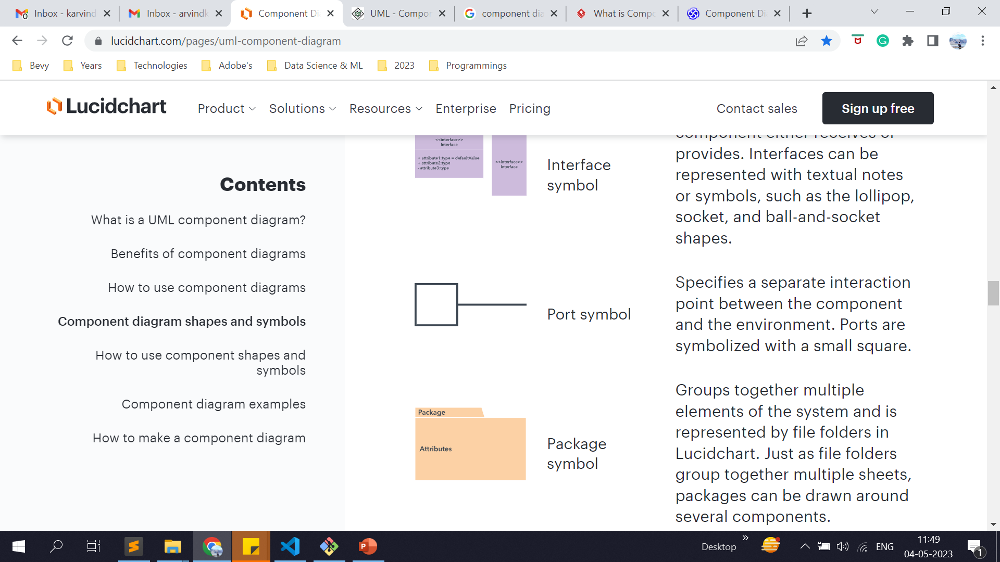 Inbox - karvind
Inbox - arvindk
Component Di
UML - Compor
component dia
What is Compo
Component Di
lucidchart.com/pages/uml-component-diagram
Bevy
Years
Technologies
Adobe's
Data Science & ML
2023
Programmings
Lucidchart
Product
Solutions
Resources
Enterprise
Pricing
Contact sales
Sign up free
Contents
What is a UML component diagram?
Benefits of component diagrams
How to use component diagrams
Component diagram shapes and symbols
How to use component shapes and
symbols
Component diagram examples
How to make a component diagram
<<interface>>
Interface
+ attribute1:type = defaultValue
+ attribute2:type
- attribute3:type
<<interface>>
Interface
Interface
symbol
component either receives or
provides. Interfaces can be
represented with textual notes
or symbols, such as the lollipop,
socket, and ball-and-socket
shapes.
Port symbol
Specifies a separate interaction
point between the component
and the environment. Ports are
symbolized with a small square.
Package
Attributes
Package
symbol
Groups together multiple
elements of the system and is
represented by file folders in
Lucidchart. Just as file folders
group together multiple sheets,
packages can be drawn around
several components.
Desktop
ENG
11:49
04-05-2023
1